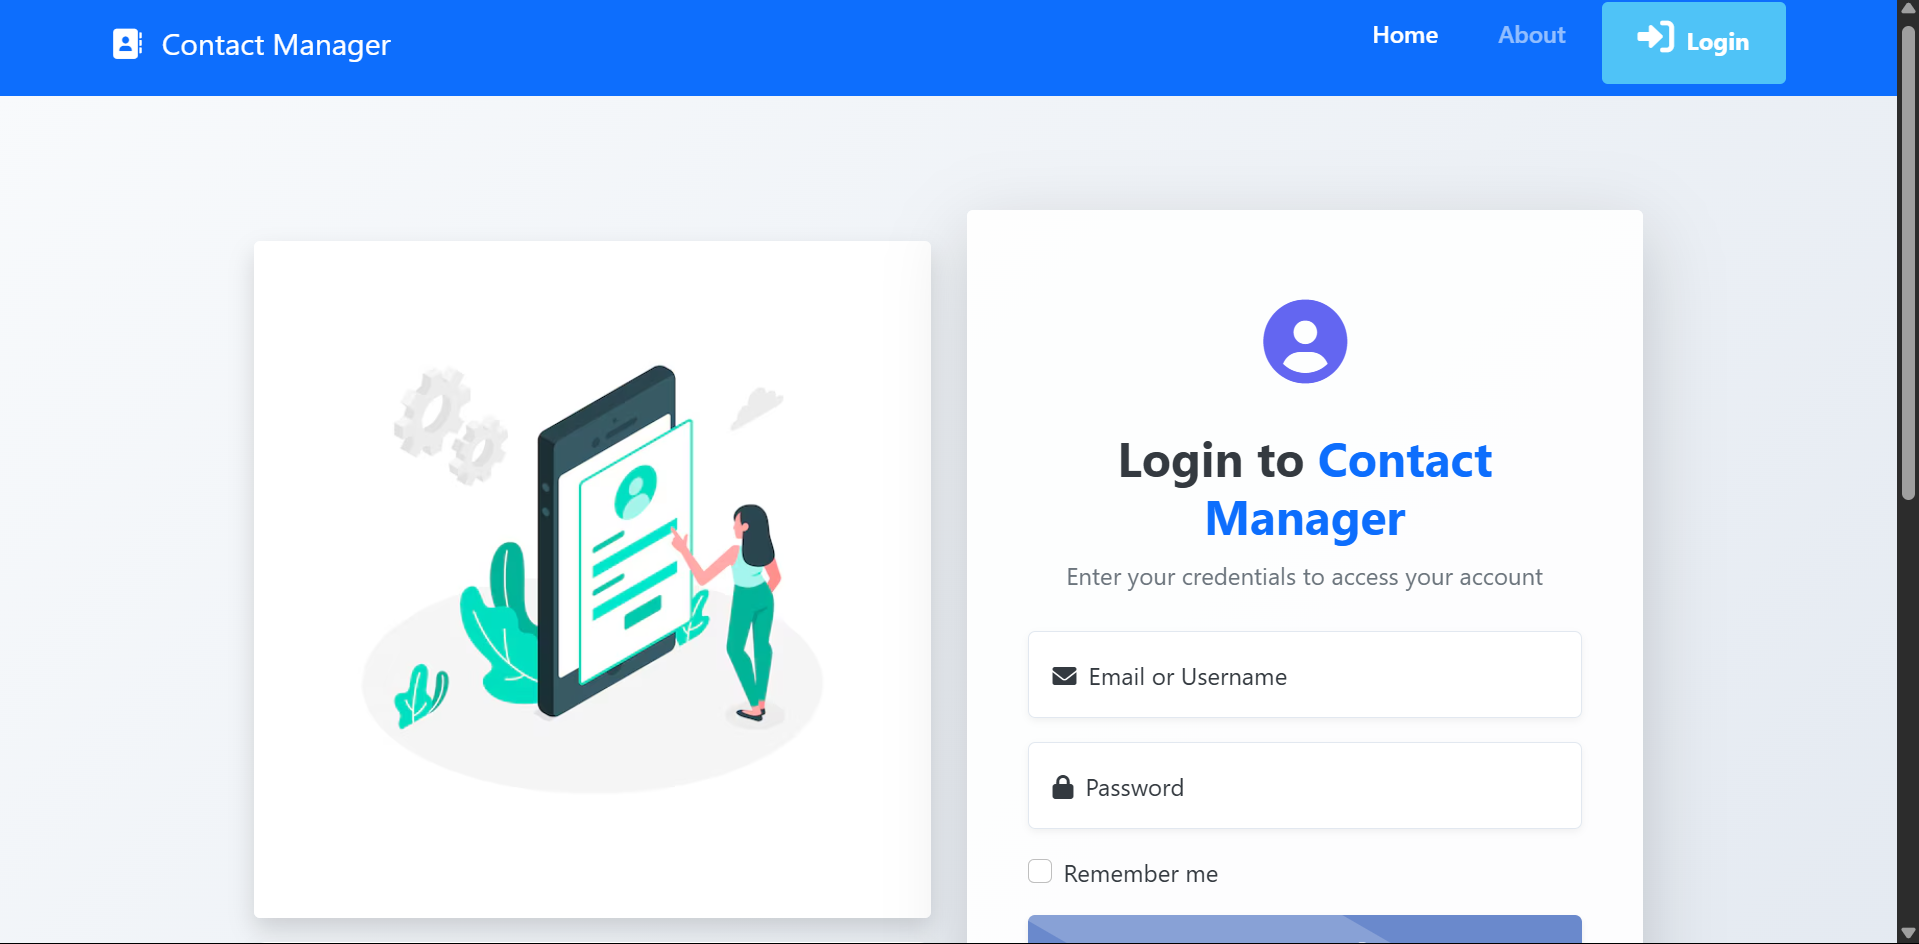 Contact Manager
Home
About
Login
Login to Contact
Manager
Enter your credentials to access your account
Email or Username
Password
Remember me